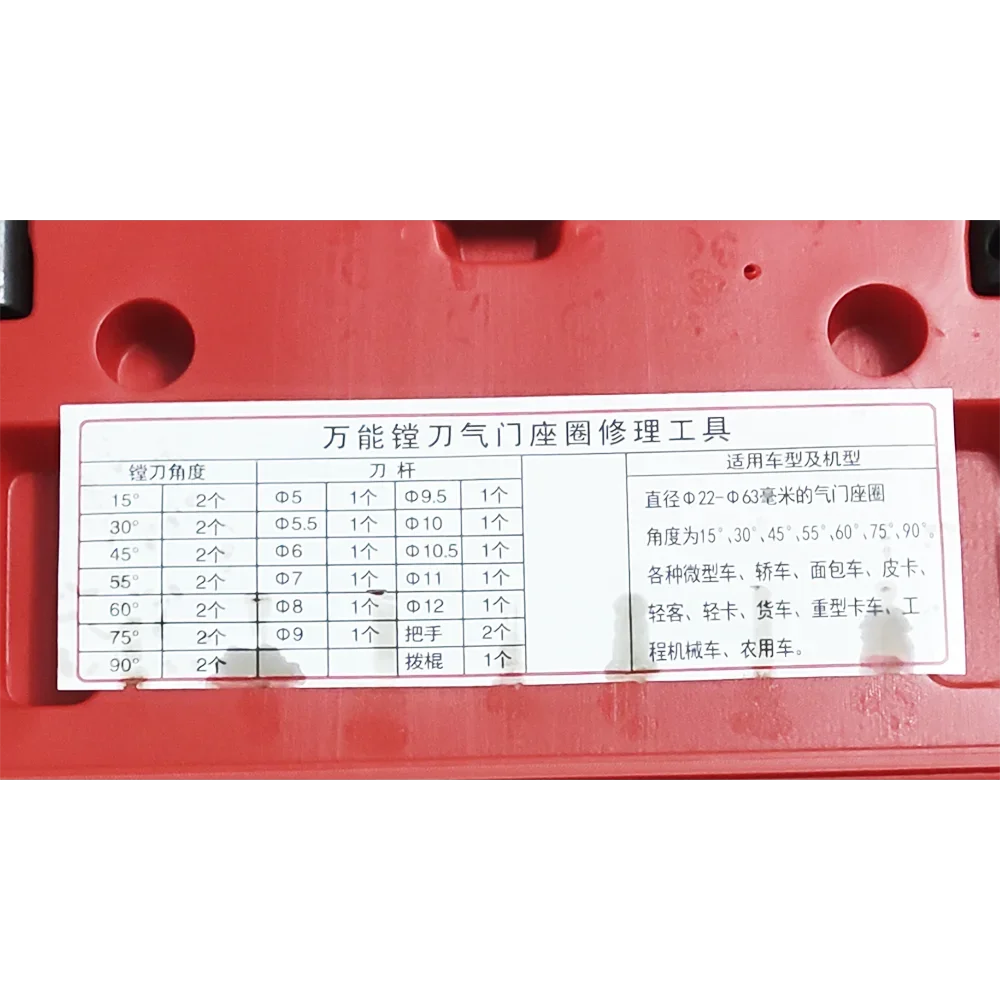 万能镗刀气门座圈修理工具
镗刀角度 刀杆 适用车型及机型
15° 2个 Φ5 1个 Φ9.5 1个
30° 2个 Φ5.5 1个 Φ10 1个
45° 2个 Φ6 1个 Φ10.5 1个
55° 2个 Φ7 1个 Φ11 1个
60° 2个 Φ8 1个 Φ12 1个
75° 2个 Φ9 1个 把手 2个
90° 2个 拨棍 1个
直径Φ22-Φ63毫米的气门座圈
角度为15°、30°、45°、55°、60°、75°、90°。
各种微型车、轿车、面包车、皮卡、
轻客、轻卡、货车、重型卡车、工
程机械车、农用车。